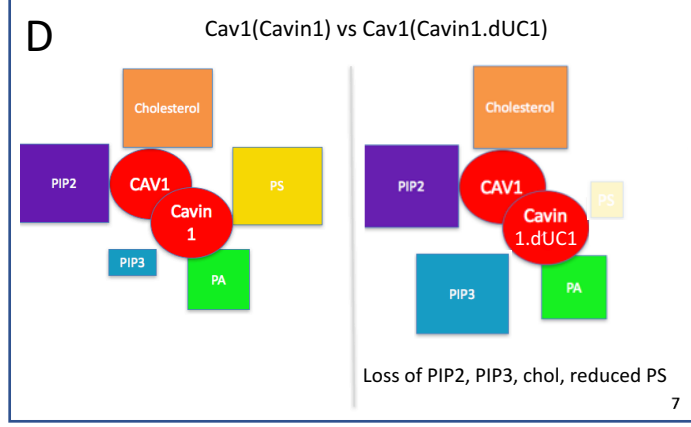 D
Cav1(Cavin1) vs Cav1(Cavin1.dUC1)
Cholesterol
PIP2
CAV1
PS
Cavin
1
PIP3
PA
Cholesterol
PIP2
CAV1
PS
Cavin
1.dUC1
PIP3
PA
Loss of PIP2, PIP3, chol, reduced PS
7